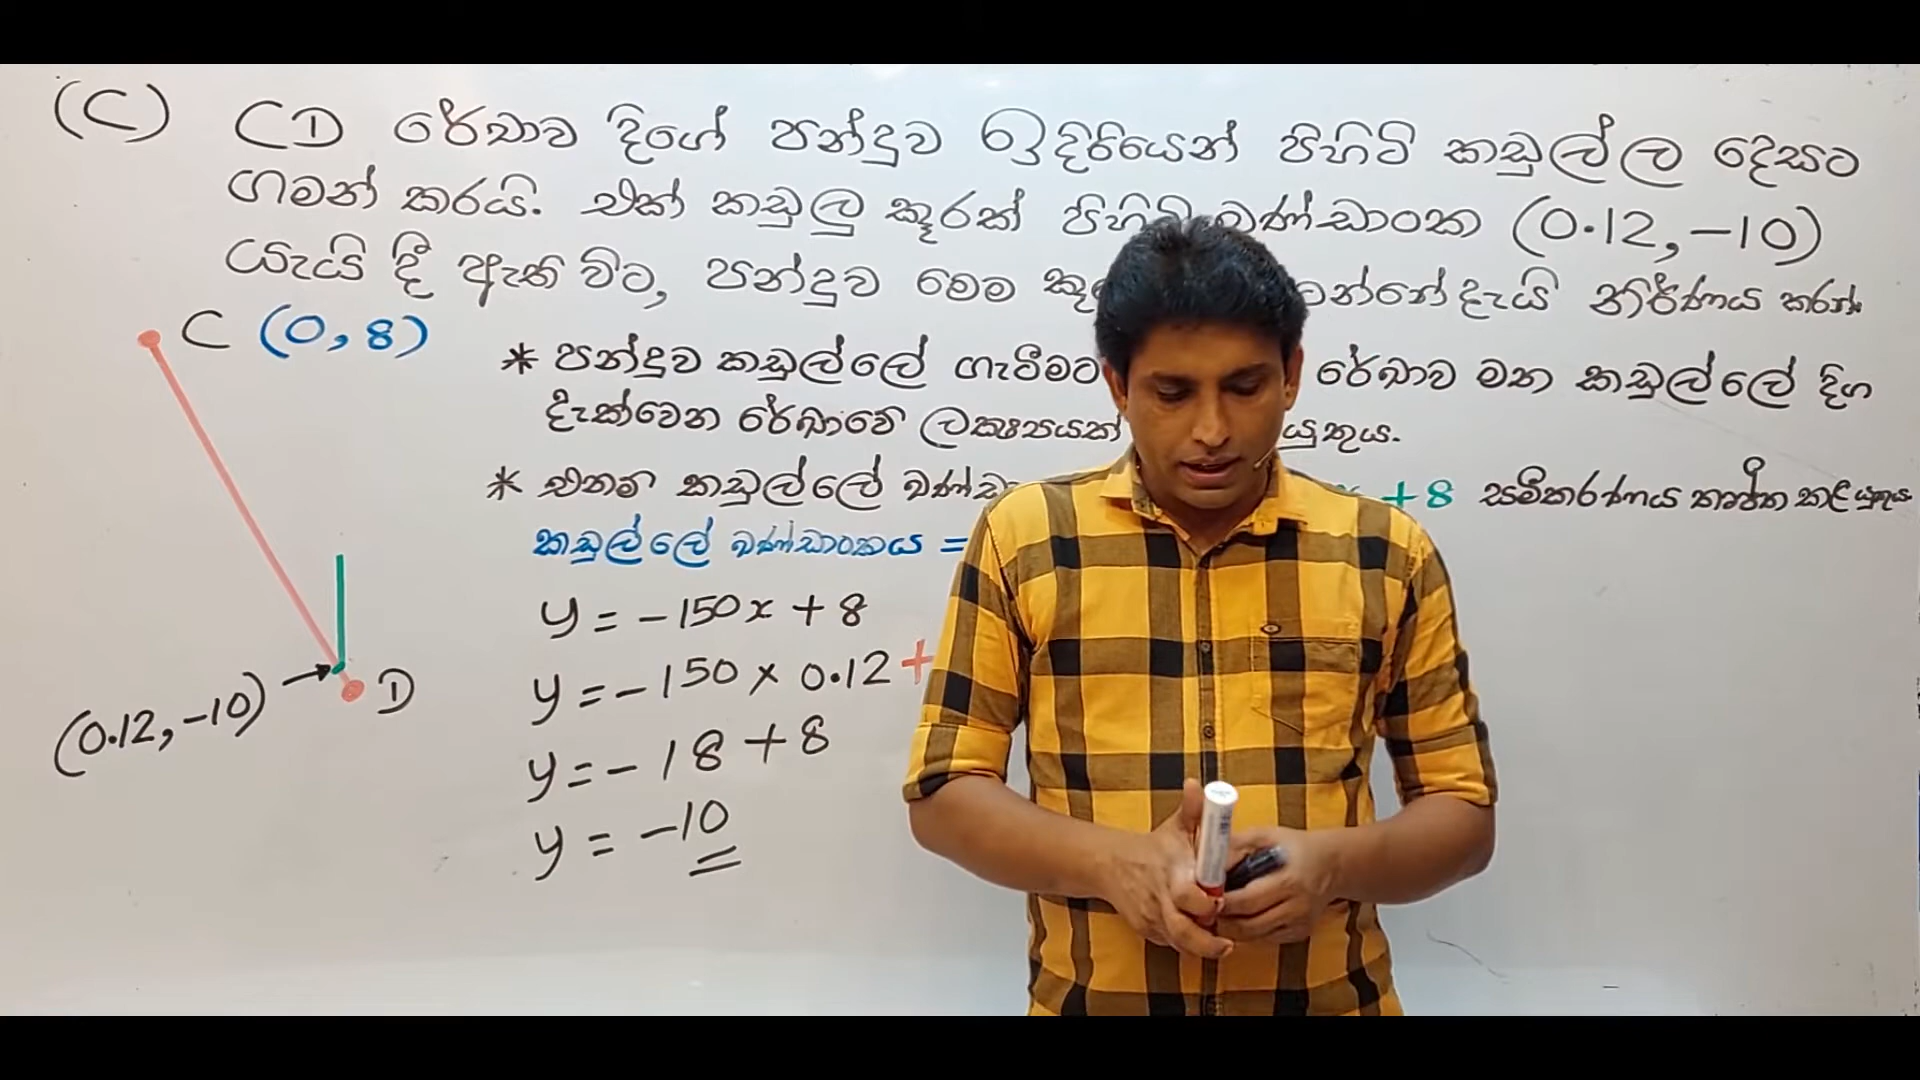 (C) CD රේඛාව දිගේ පන්දුව ඉදිරියෙන් පිහිටි කඩුල්ල දෙසට
ගමන් කරයි. එක් කඩුලු කූරක් පිහිටි ඛණ්ඩාංක (0.12, -10)
යැයි දී ඇති විට, පන්දුව මෙම නිර්ණය කරන්න.
C (0, 8)
* පන්දුව කඩුල්ලේ ගැටීමට රේඛාව මත කඩුල්ලේ දිග
දැක්වෙන රේඛාවේ ලක්ෂ්‍යයක් යුතුය.
* එනම් කඩුල්ලේ + 8 සමීකරණය තෘප්ත කළ යුතුය.
කඩුල්ලේ ඛණ්ඩාංකය =
y = -150x + 8
y = -150 × 0.12 +
y = -18 + 8
y = -10
(0.12, -10)
D